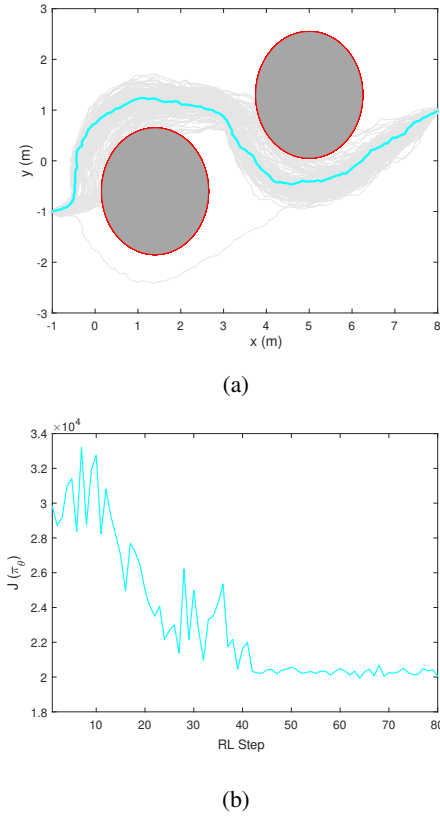 3
2
1
0
-1
-2
-3
y (m)
-1 0 1 2 3 4 5 6 7 8
x (m)
(a)
×10⁴
3.4
3.2
3
2.8
2.6
2.4
2.2
2
1.8
J (π_θ)
10 20 30 40 50 60 70 80
RL Step
(b)